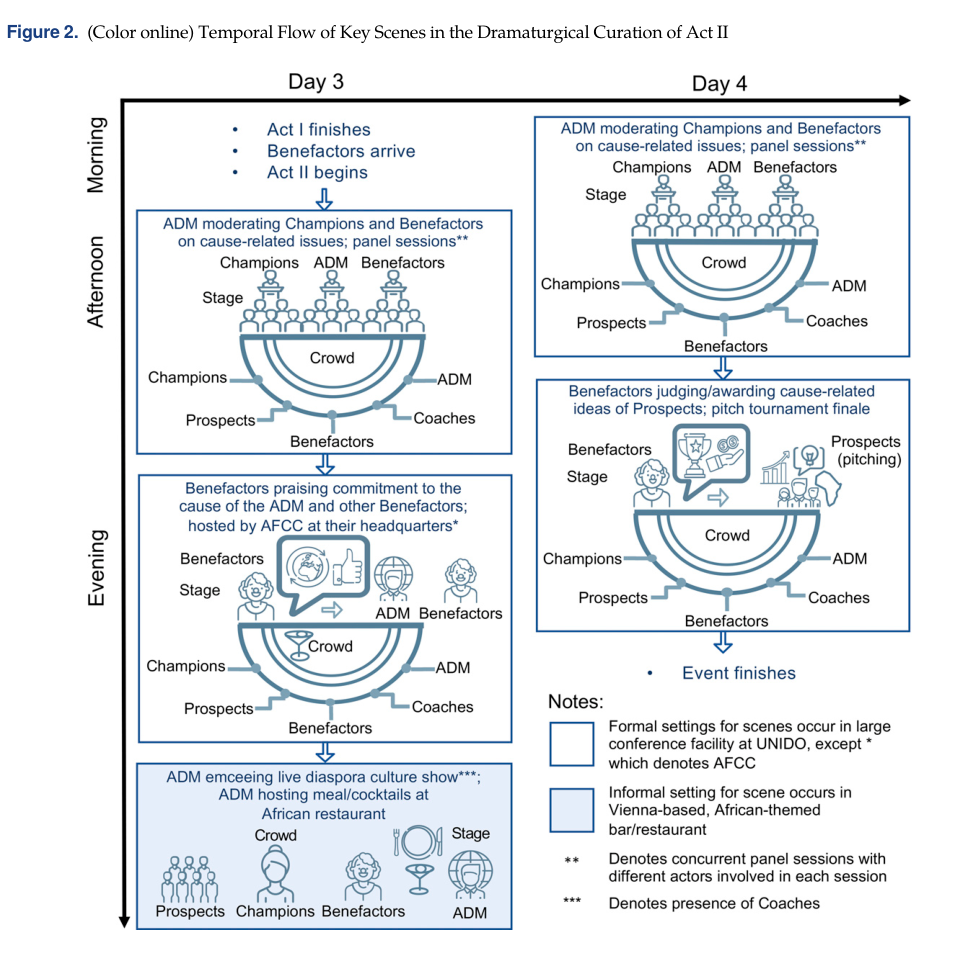 Figure 2. (Color online) Temporal Flow of Key Scenes in the Dramaturgical Curation of Act II
Day 3
Day 4
Morning
Afternoon
Evening
• Act I finishes
• Benefactors arrive
• Act II begins
ADM moderating Champions and Benefactors
on cause-related issues; panel sessions**
Champions ADM Benefactors
Stage
Crowd
Champions
ADM
Prospects
Coaches
Benefactors
Benefactors praising commitment to the
cause of the ADM and other Benefactors;
hosted by AFCC at their headquarters*
Benefactors
Stage
ADM Benefactors
Crowd
Champions
ADM
Prospects
Coaches
Benefactors
ADM emceeing live diaspora culture show***;
ADM hosting meal/cocktails at
African restaurant
Crowd
Stage
Prospects Champions Benefactors
ADM
ADM moderating Champions and Benefactors
on cause-related issues; panel sessions**
Champions ADM Benefactors
Stage
Crowd
Champions
ADM
Prospects
Coaches
Benefactors
Benefactors judging/awarding cause-related
ideas of Prospects; pitch tournament finale
Benefactors
Stage
Prospects
(pitching)
Crowd
Champions
ADM
Prospects
Coaches
Benefactors
• Event finishes
Notes:
Formal settings for scenes occur in large
conference facility at UNIDO, except *
which denotes AFCC
Informal setting for scene occurs in
Vienna-based, African-themed
bar/restaurant
** Denotes concurrent panel sessions with
different actors involved in each session
*** Denotes presence of Coaches